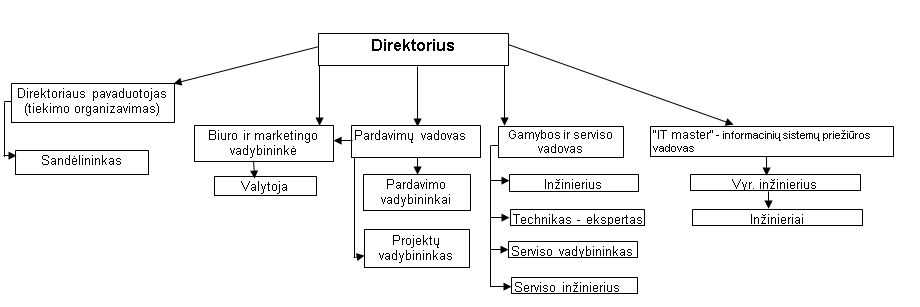 Direktorius
Direktoriaus pavaduotojas
(tiekimo organizavimas)
Sandėlininkas
Biuro ir marketingo
vadybininkė
Valytoja
Pardavimų vadovas
Pardavimo
vadybininkai
Projektų
vadybininkas
Gamybos ir serviso
vadovas
Inžinierius
Technikas - ekspertas
Serviso vadybininkas
Serviso inžinierius
"IT master" - informacinių sistemų priežiūros
vadovas
Vyr. inžinierius
Inžinieriai